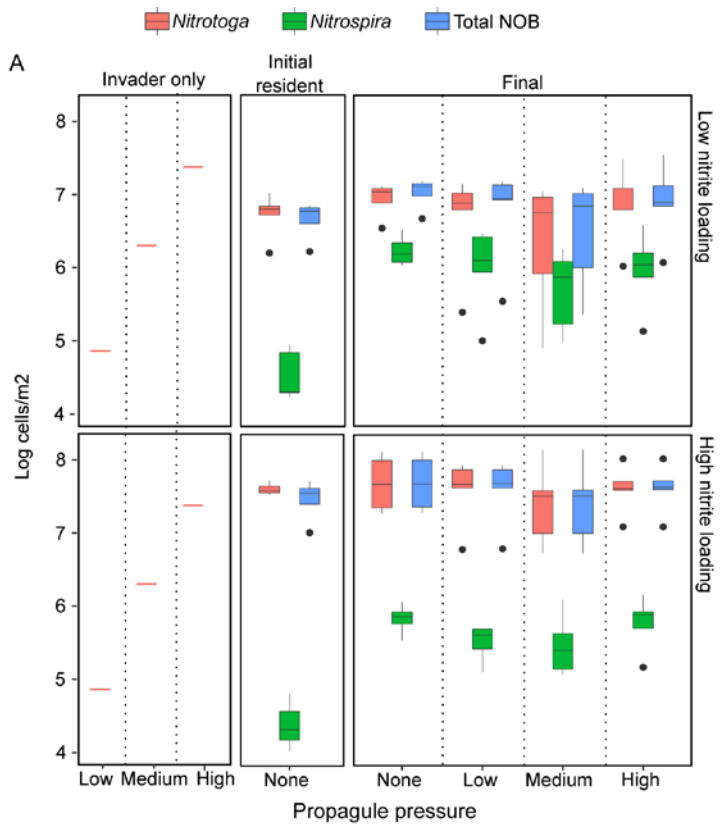 Nitrotoga Nitrospira Total NOB
A
Invader only
Initial
resident
Final
8
7
6
5
4
Low nitrite loading
Log cells/m2
8
7
6
5
4
High nitrite loading
Low Medium High
None
None Low Medium High
Propagule pressure